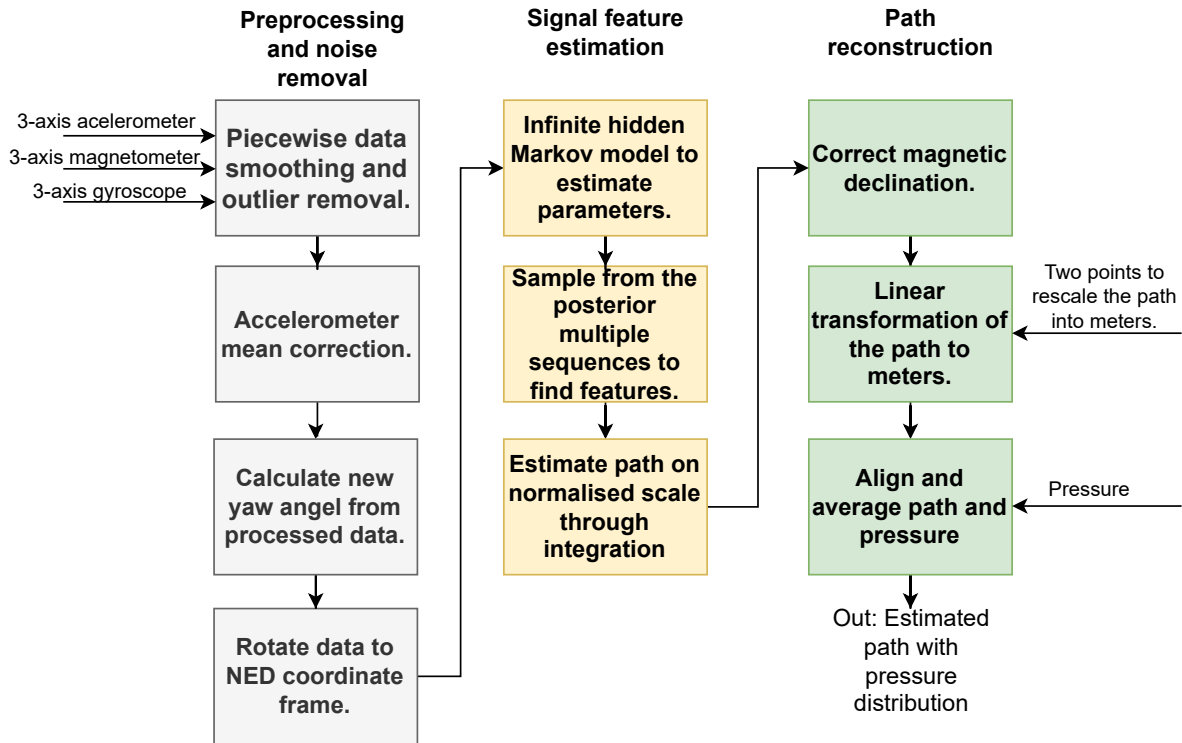 Preprocessing
and noise
removal
3-axis acelerometer
3-axis magnetometer
3-axis gyroscope
Piecewise data
smoothing and
outlier removal.
Accelerometer
mean correction.
Calculate new
yaw angel from
processed data.
Rotate data to
NED coordinate
frame.
Signal feature
estimation
Infinite hidden
Markov model to
estimate
parameters.
Sample from the
posterior
multiple
sequences to
find features.
Estimate path on
normalised scale
through
integration
Path
reconstruction
Correct magnetic
declination.
Linear
transformation of
the path to
meters.
Two points to
rescale the path
into meters.
Align and
average path and
pressure
Pressure
Out: Estimated
path with
pressure
distribution